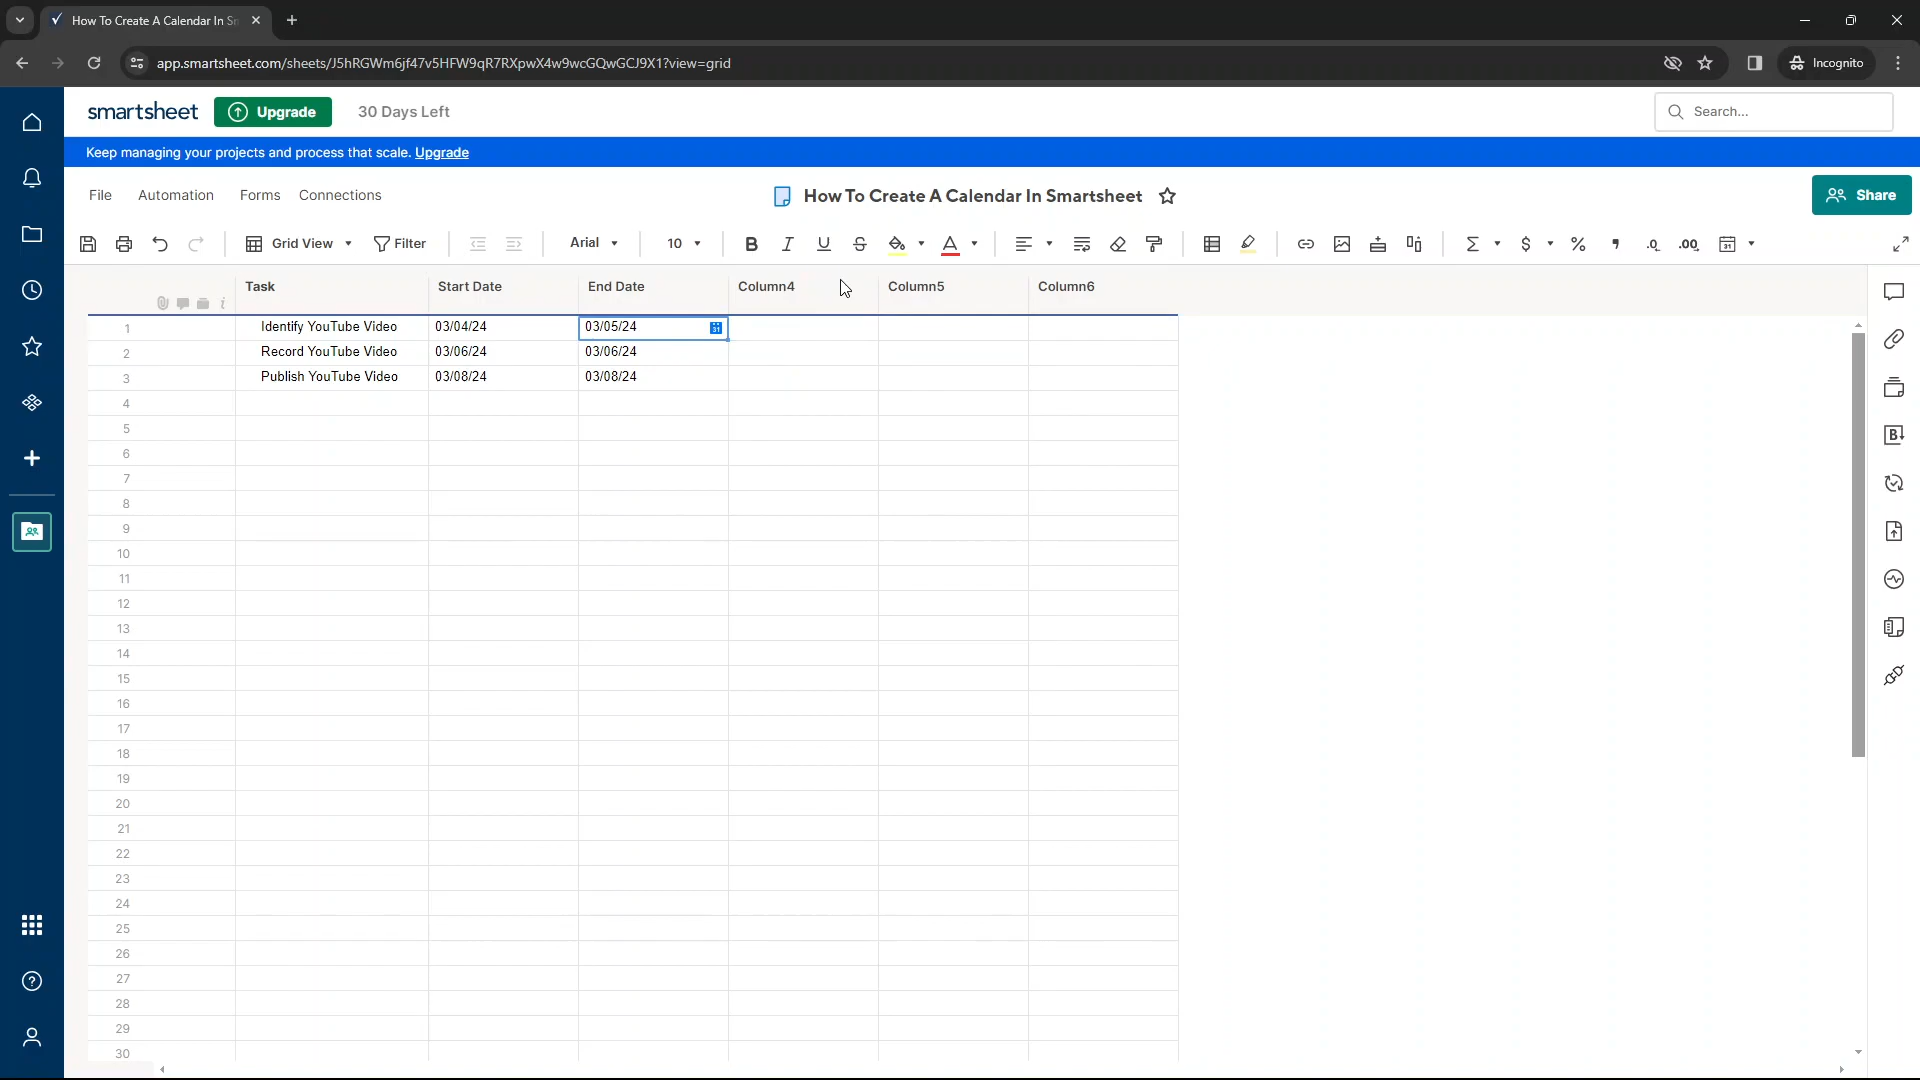 How To Create A Calendar In Sm
app.smartsheet.com/sheets/J5hRGWm6jf47v5HFW9qR7RXpwX4w9wcGQwGCJ9X1?view=grid
Incognito
smartsheet
Upgrade
30 Days Left
Search...
Keep managing your projects and process that scale. Upgrade
File Automation Forms Connections
How To Create A Calendar In Smartsheet
Share
Grid View Filter Arial 10
Task Start Date End Date Column4 Column5 Column6
1 Identify YouTube Video 03/04/24 03/05/24
2 Record YouTube Video 03/06/24 03/06/24
3 Publish YouTube Video 03/08/24 03/08/24
4
5
6
7
8
9
10
11
12
13
14
15
16
17
18
19
20
21
22
23
24
25
26
27
28
29
30